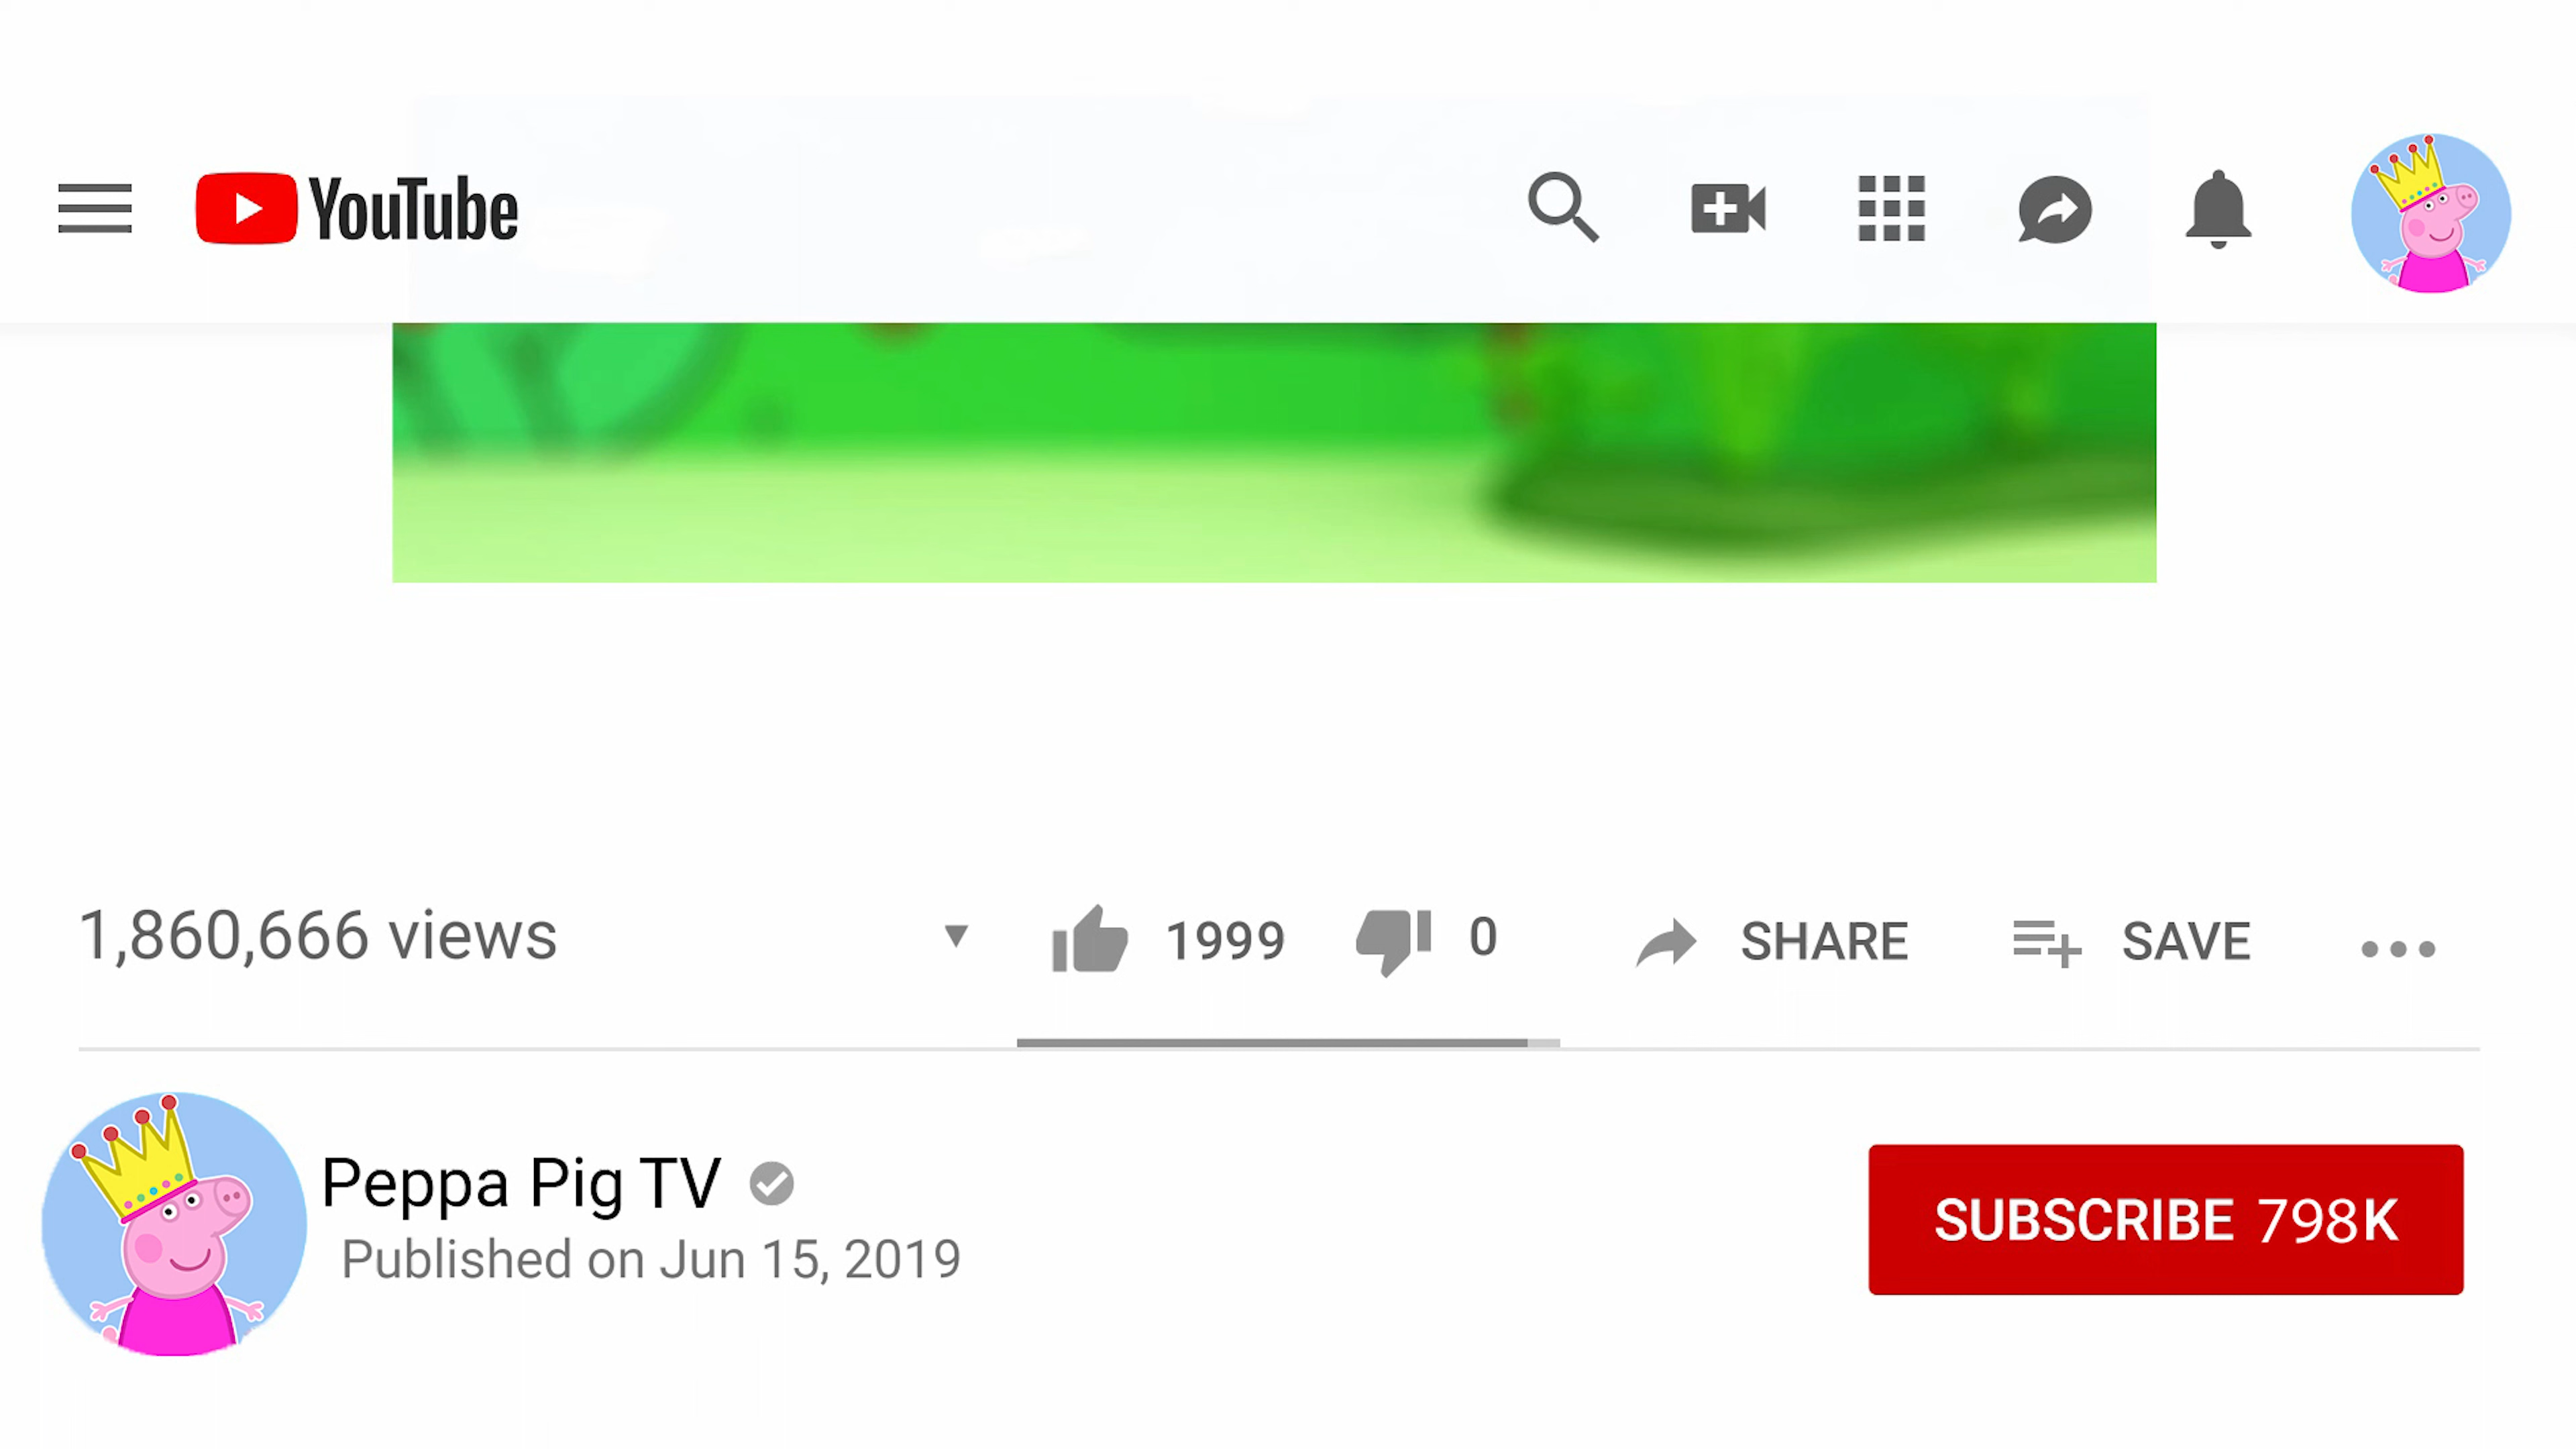 YouTube
1,860,666 views
1999
0
SHARE
SAVE
Peppa Pig TV
Published on Jun 15, 2019
SUBSCRIBE 798K